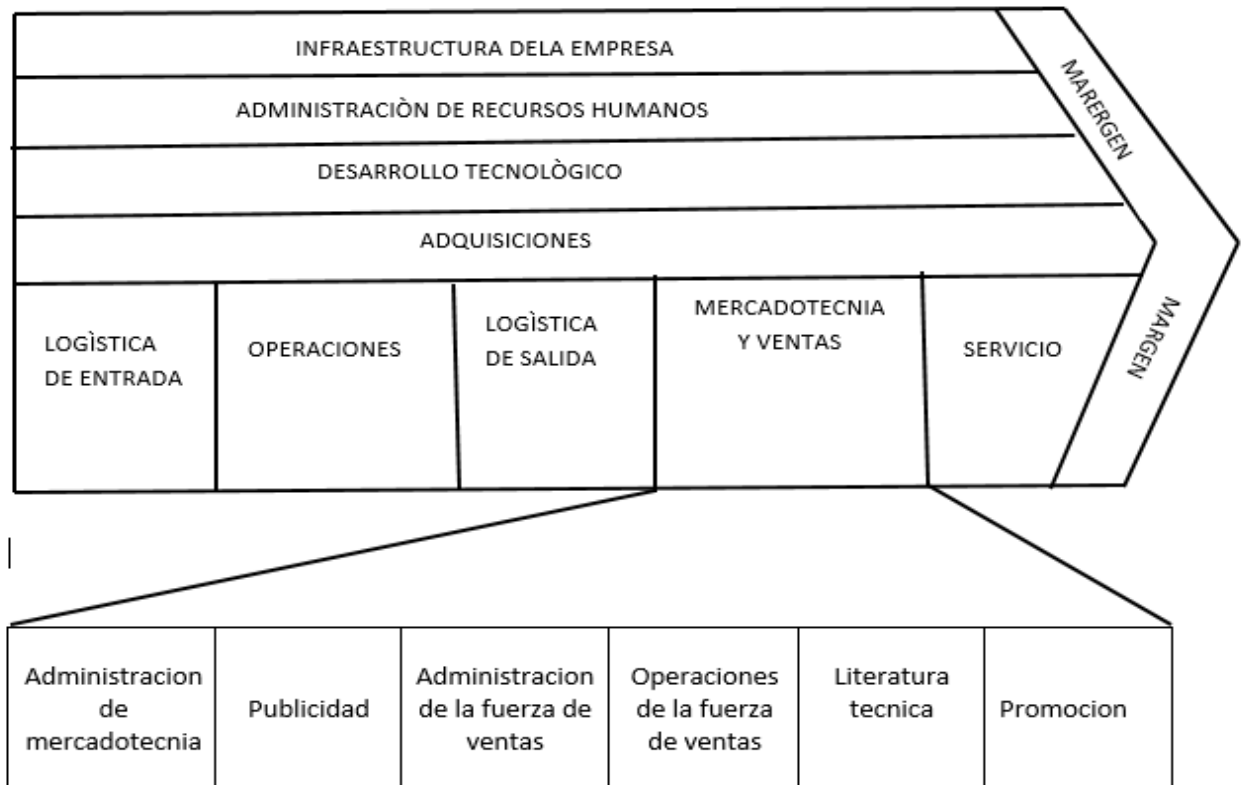 INFRAESTRUCTURA DELA EMPRESA
ADMINISTRACIÒN DE RECURSOS HUMANOS
DESARROLLO TECNOLÒGICO
ADQUISICIONES
MARERGEN
LOGÌSTICA
DE ENTRADA
OPERACIONES
LOGÌSTICA
DE SALIDA
MERCADOTECNIA
Y VENTAS
SERVICIO
MARGEN
Administracion
de
mercadotecnia
Publicidad
Administracion
de la fuerza de
ventas
Operaciones
de la fuerza
de ventas
Literatura
tecnica
Promocion